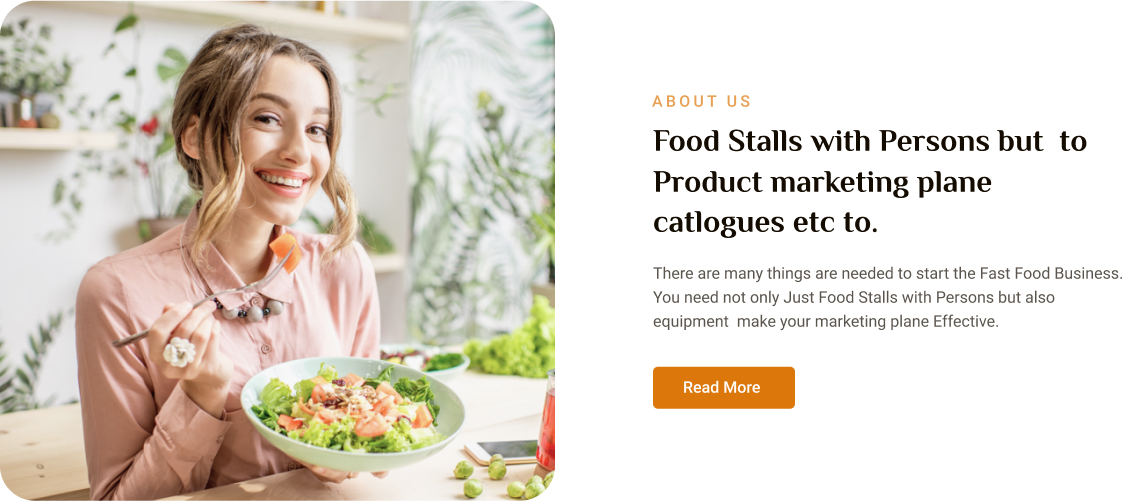 ABOUT US
Food Stalls with Persons but to
Product marketing plane
catlogues etc to.
There are many things are needed to start the Fast Food Business.
You need not only Just Food Stalls with Persons but also
equipment make your marketing plane Effective.
Read More